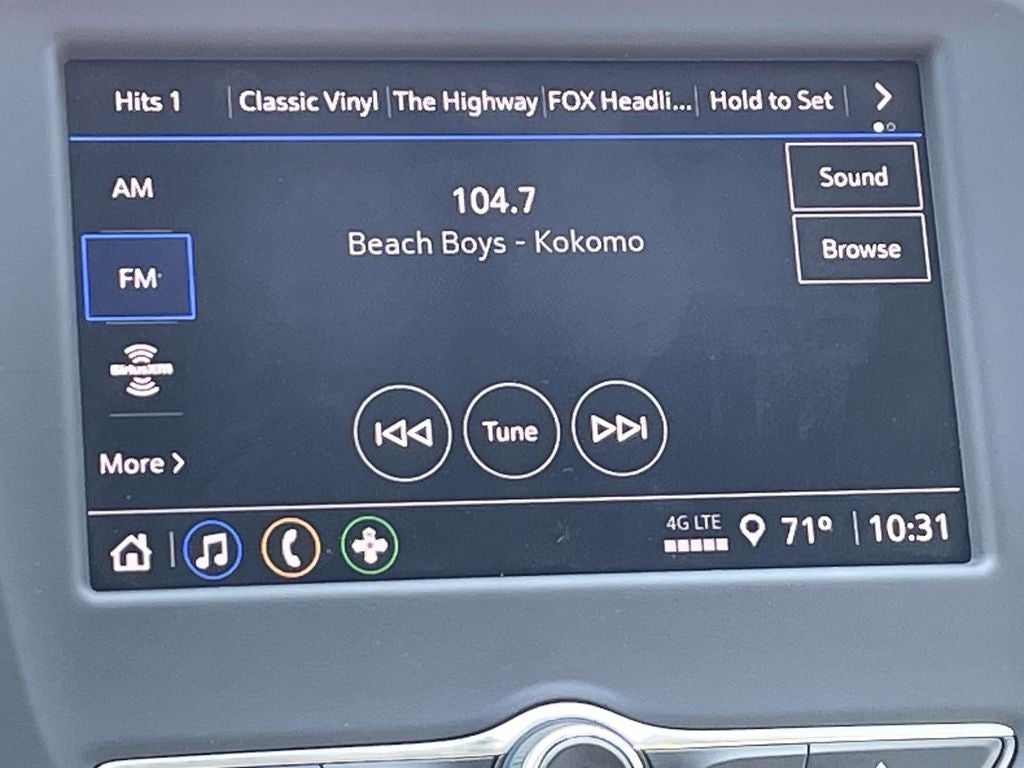 Hits 1
Classic Vinyl
The Highway
FOX Headli...
Hold to Set
AM
104.7
Sound
Beach Boys - Kokomo
Browse
FM
SiriusXM
Tune
More
4G LTE
71°
10:31